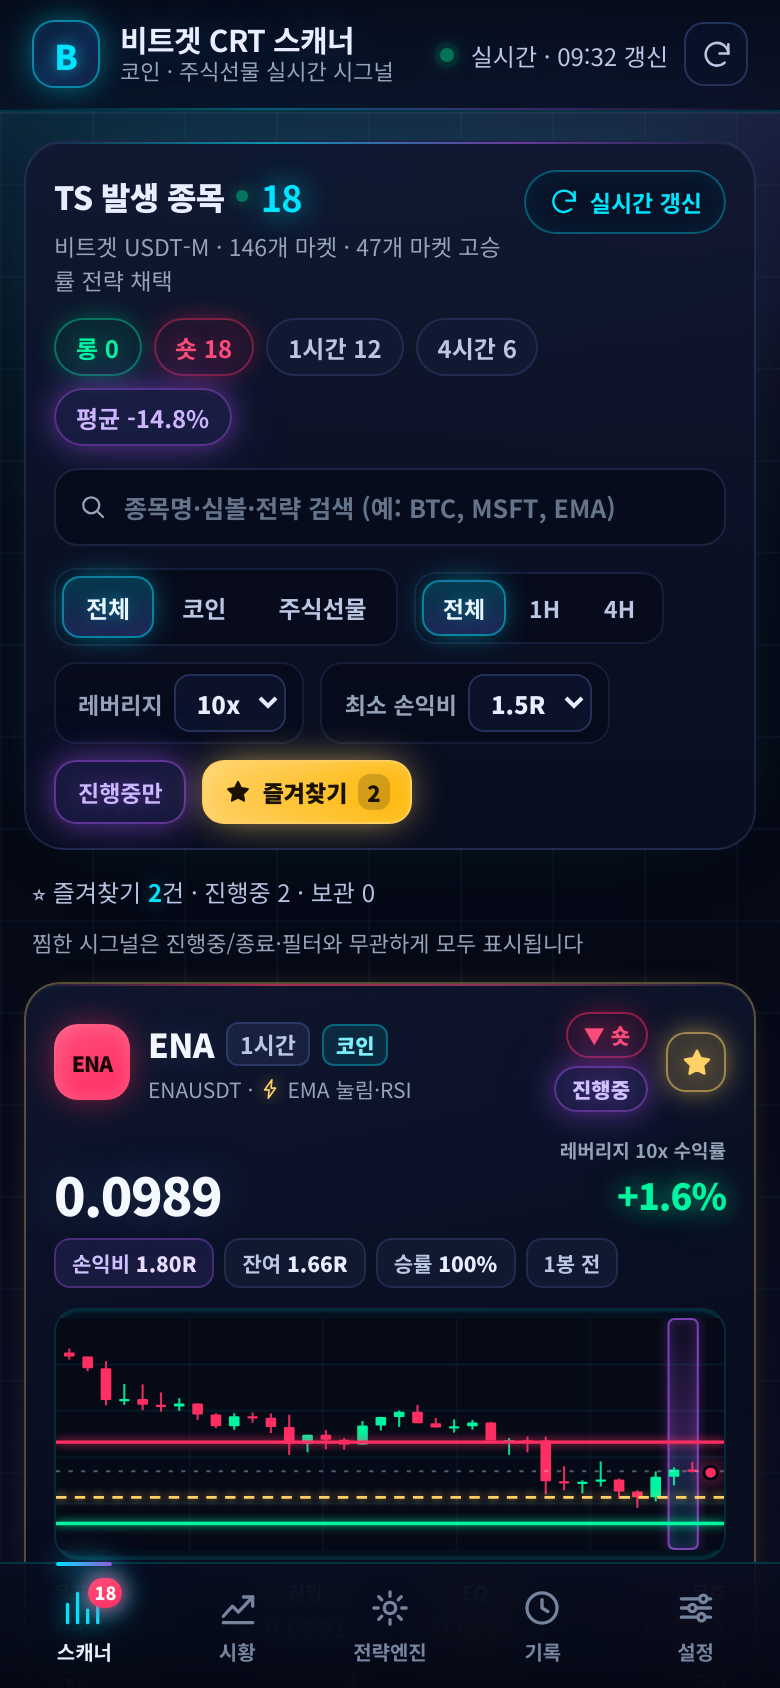 B
비트겟 CRT 스캐너
코인 · 주식선물 실시간 시그널
실시간 · 09:32 갱신
TS 발생 종목 • 18
실시간 갱신
비트겟 USDT-M · 146개 마켓 · 47개 마켓 고승
률 전략 채택
롱 0
숏 18
1시간 12
4시간 6
평균 -14.8%
종목명·심볼·전략 검색 (예: BTC, MSFT, EMA)
전체 코인 주식선물
전체 1H 4H
레버리지 10x
최소 손익비 1.5R
진행중만
★ 즐겨찾기 2
☆ 즐겨찾기 2건 · 진행중 2 · 보관 0
찜한 시그널은 진행중/종료·필터와 무관하게 모두 표시됩니다
ENA
ENA 1시간 코인
▼ 숏
ENAUSDT · ⚡ EMA 눌림·RSI
진행중
레버리지 10x 수익률
0.0989
+1.6%
손익비 1.80R
잔여 1.66R
승률 100%
1봉 전
진입
EQ
18
스캐너
시황
전략엔진
기록
설정